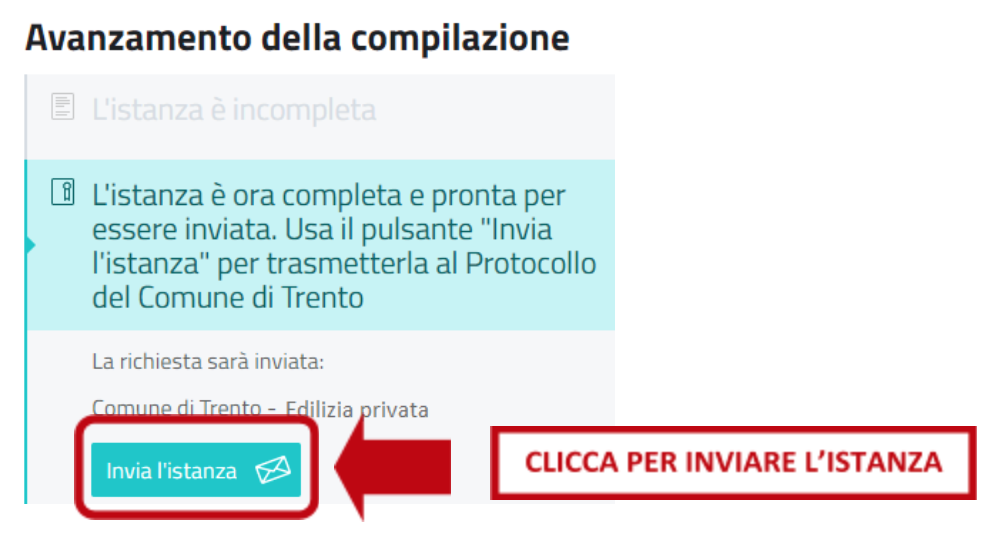 Avanzamento della compilazione
L'istanza è incompleta
L'istanza è ora completa e pronta per
essere inviata. Usa il pulsante "Invia
l'istanza" per trasmetterla al Protocollo
del Comune di Trento
La richiesta sarà inviata:
Comune di Trento - Edilizia privata
Invia l'istanza
CLICCA PER INVIARE L’ISTANZA